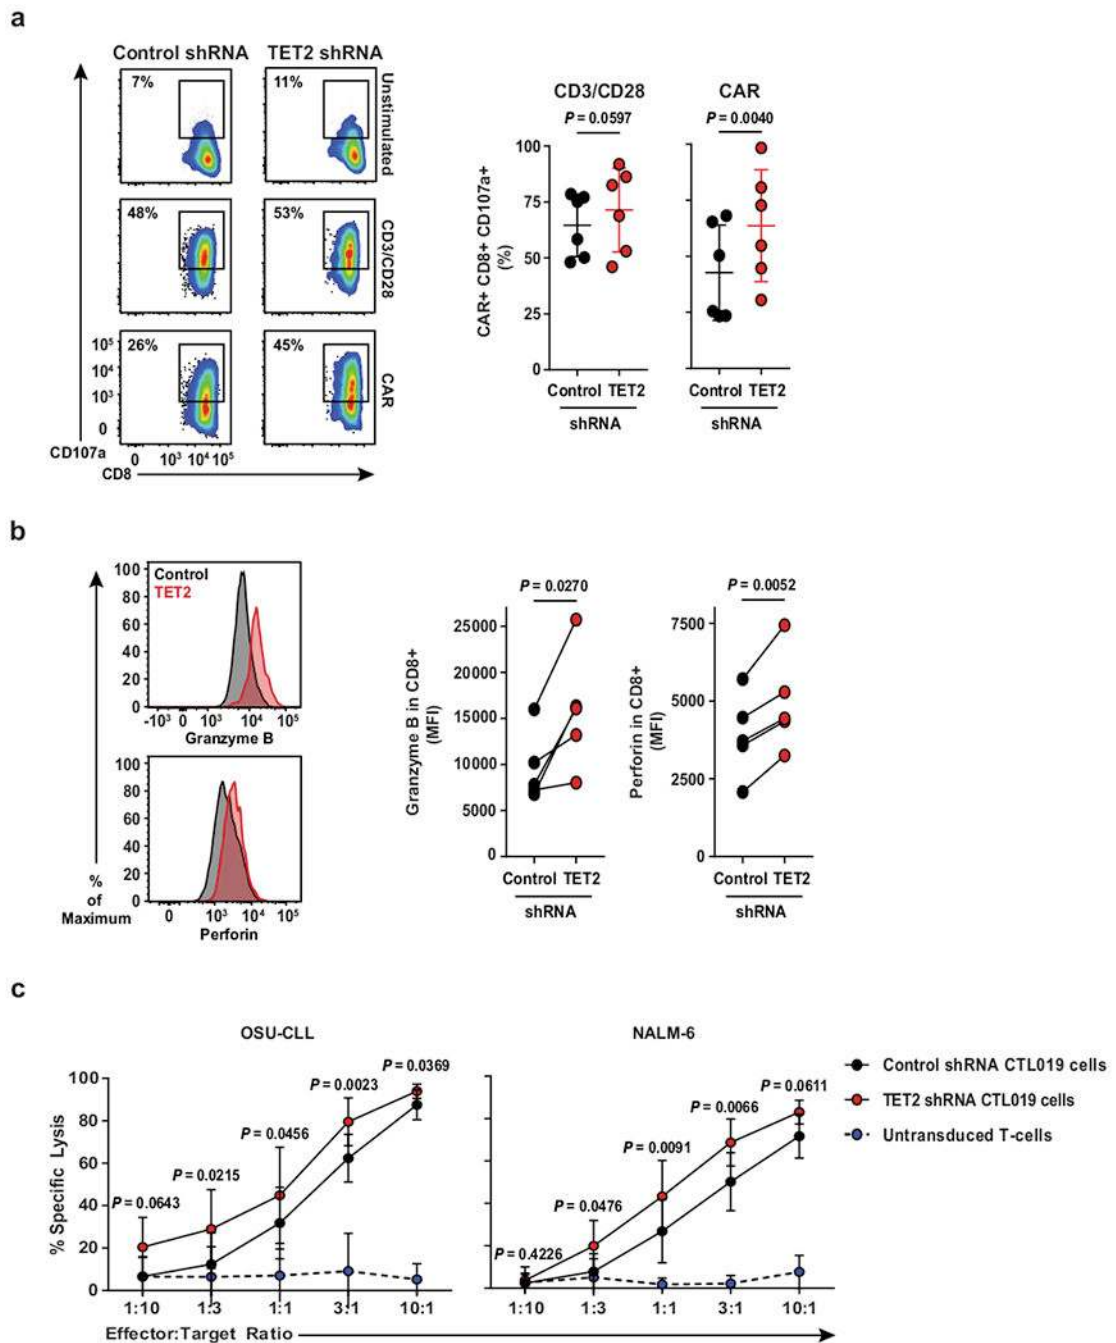 a
Control shRNA TET2 shRNA
7%
11%
Unstimulated
48%
53%
CD3/CD28
26%
45%
CAR
10⁵
10⁴
10³
0
CD107a
0 10³ 10⁴ 10⁵
CD8
CD3/CD28
P = 0.0597
CAR
P = 0.0040
CAR+ CD8+ CD107a+
(%)
100
75
50
25
0
Control TET2
shRNA
Control TET2
shRNA
b
Control
TET2
100
80
60
40
20
0
-10³ 0 10³ 10⁴ 10⁵
Granzyme B
100
80
60
40
20
0
0 10³ 10⁴ 10⁵
Perforin
%
of
Maximum
P = 0.0270
Granzyme B in CD8+
(MFI)
25000
20000
15000
10000
5000
0
Control TET2
shRNA
P = 0.0052
Perforin in CD8+
(MFI)
7500
5000
2500
0
Control TET2
shRNA
c
OSU-CLL
% Specific Lysis
100
80
60
40
20
0
P = 0.0643
P = 0.0215
P = 0.0456
P = 0.0023
P = 0.0369
1:10 1:3 1:1 3:1 10:1
NALM-6
P = 0.4226
P = 0.0476
P = 0.0091
P = 0.0066
P = 0.0611
1:10 1:3 1:1 3:1 10:1
Effector:Target Ratio
Control shRNA CTL019 cells
TET2 shRNA CTL019 cells
Untransduced T-cells